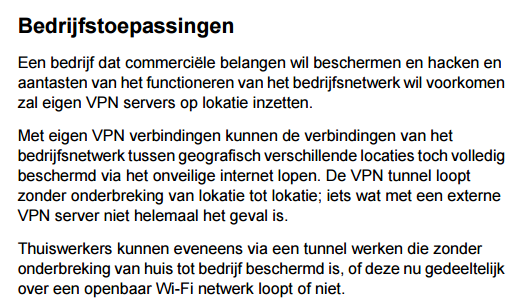 Bedrijfstoepassingen
Een bedrijf dat commerciële belangen wil beschermen en hacken en
aantasten van het functioneren van het bedrijfsnetwerk wil voorkomen
zal eigen VPN servers op lokatie inzetten.
Met eigen VPN verbindingen kunnen de verbindingen van het
bedrijfsnetwerk tussen geografisch verschillende locaties toch volledig
beschermd via het onveilige internet lopen. De VPN tunnel loopt
zonder onderbreking van lokatie tot lokatie; iets wat met een externe
VPN server niet helemaal het geval is.
Thuiswerkers kunnen eveneens via een tunnel werken die zonder
onderbreking van huis tot bedrijf beschermd is, of deze nu gedeeltelijk
over een openbaar Wi-Fi netwerk loopt of niet.